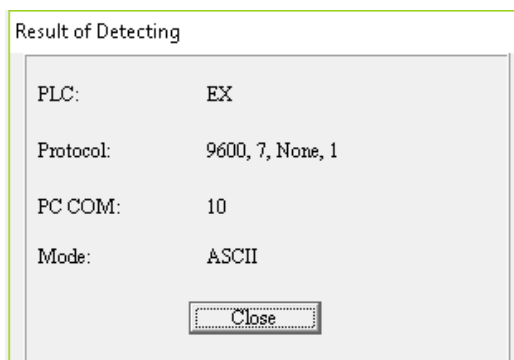 Result of Detecting
PLC: EX
Protocol: 9600, 7, None, 1
PC COM: 10
Mode: ASCII
Close